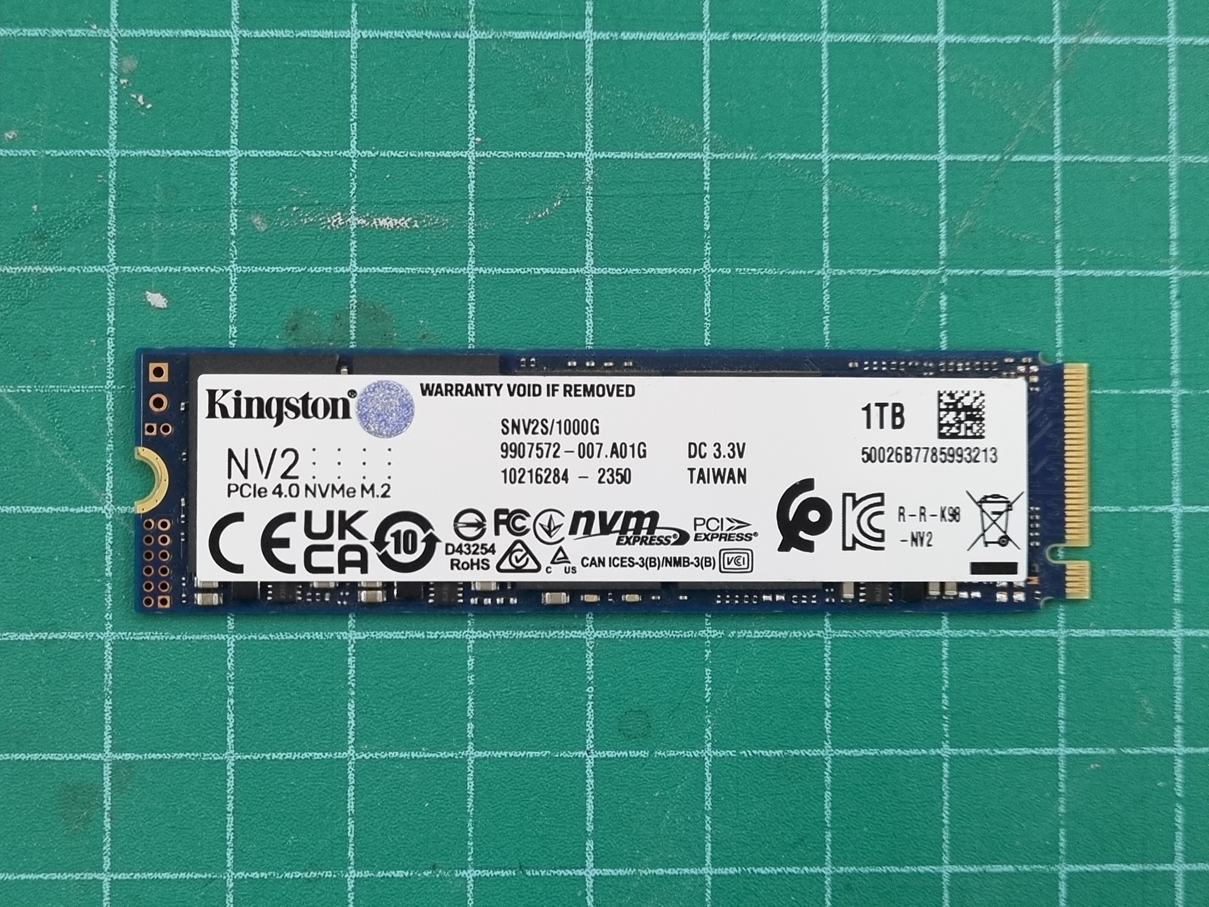 Kingston®
WARRANTY VOID IF REMOVED
NV2
PCIe 4.0 NVMe M.2
SNV2S/1000G
9907572-007.A01G
10216284 - 2350
DC 3.3V
TAIWAN
1TB
50026B7785993213
CE
UK
CA
10
D43254
RoHS
FC
c
US
nvm
EXPRESS®
PCI
EXPRESS®
CAN ICES-3(B)/NMB-3(B)
VCI
R-R-K98
-NV2